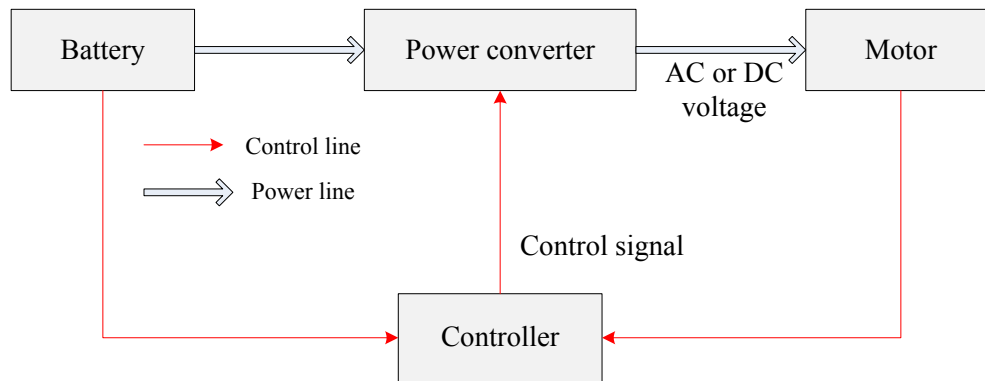 Battery
Power converter
Motor
AC or DC
voltage
Control line
Power line
Control signal
Controller